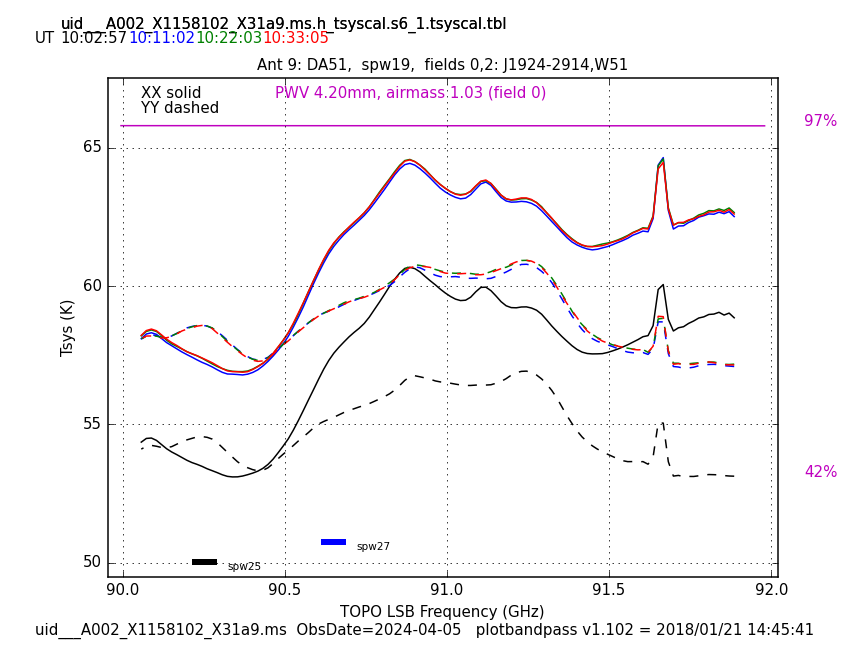 uid___A002_X1158102_X31a9.ms.h_tsyscal.s6_1.tsyscal.tbl
UT 10:02:57 10:11:02 10:22:03 10:33:05
Ant 9: DA51, spw19, fields 0,2: J1924-2914,W51
XX solid PWV 4.20mm, airmass 1.03 (field 0)
YY dashed
97%
65
60
Tsys (K)
55
42%
50
spw27
spw25
90.0 90.5 91.0 91.5 92.0
TOPO LSB Frequency (GHz)
uid___A002_X1158102_X31a9.ms ObsDate=2024-04-05 plotbandpass v1.102 = 2018/01/21 14:45:41